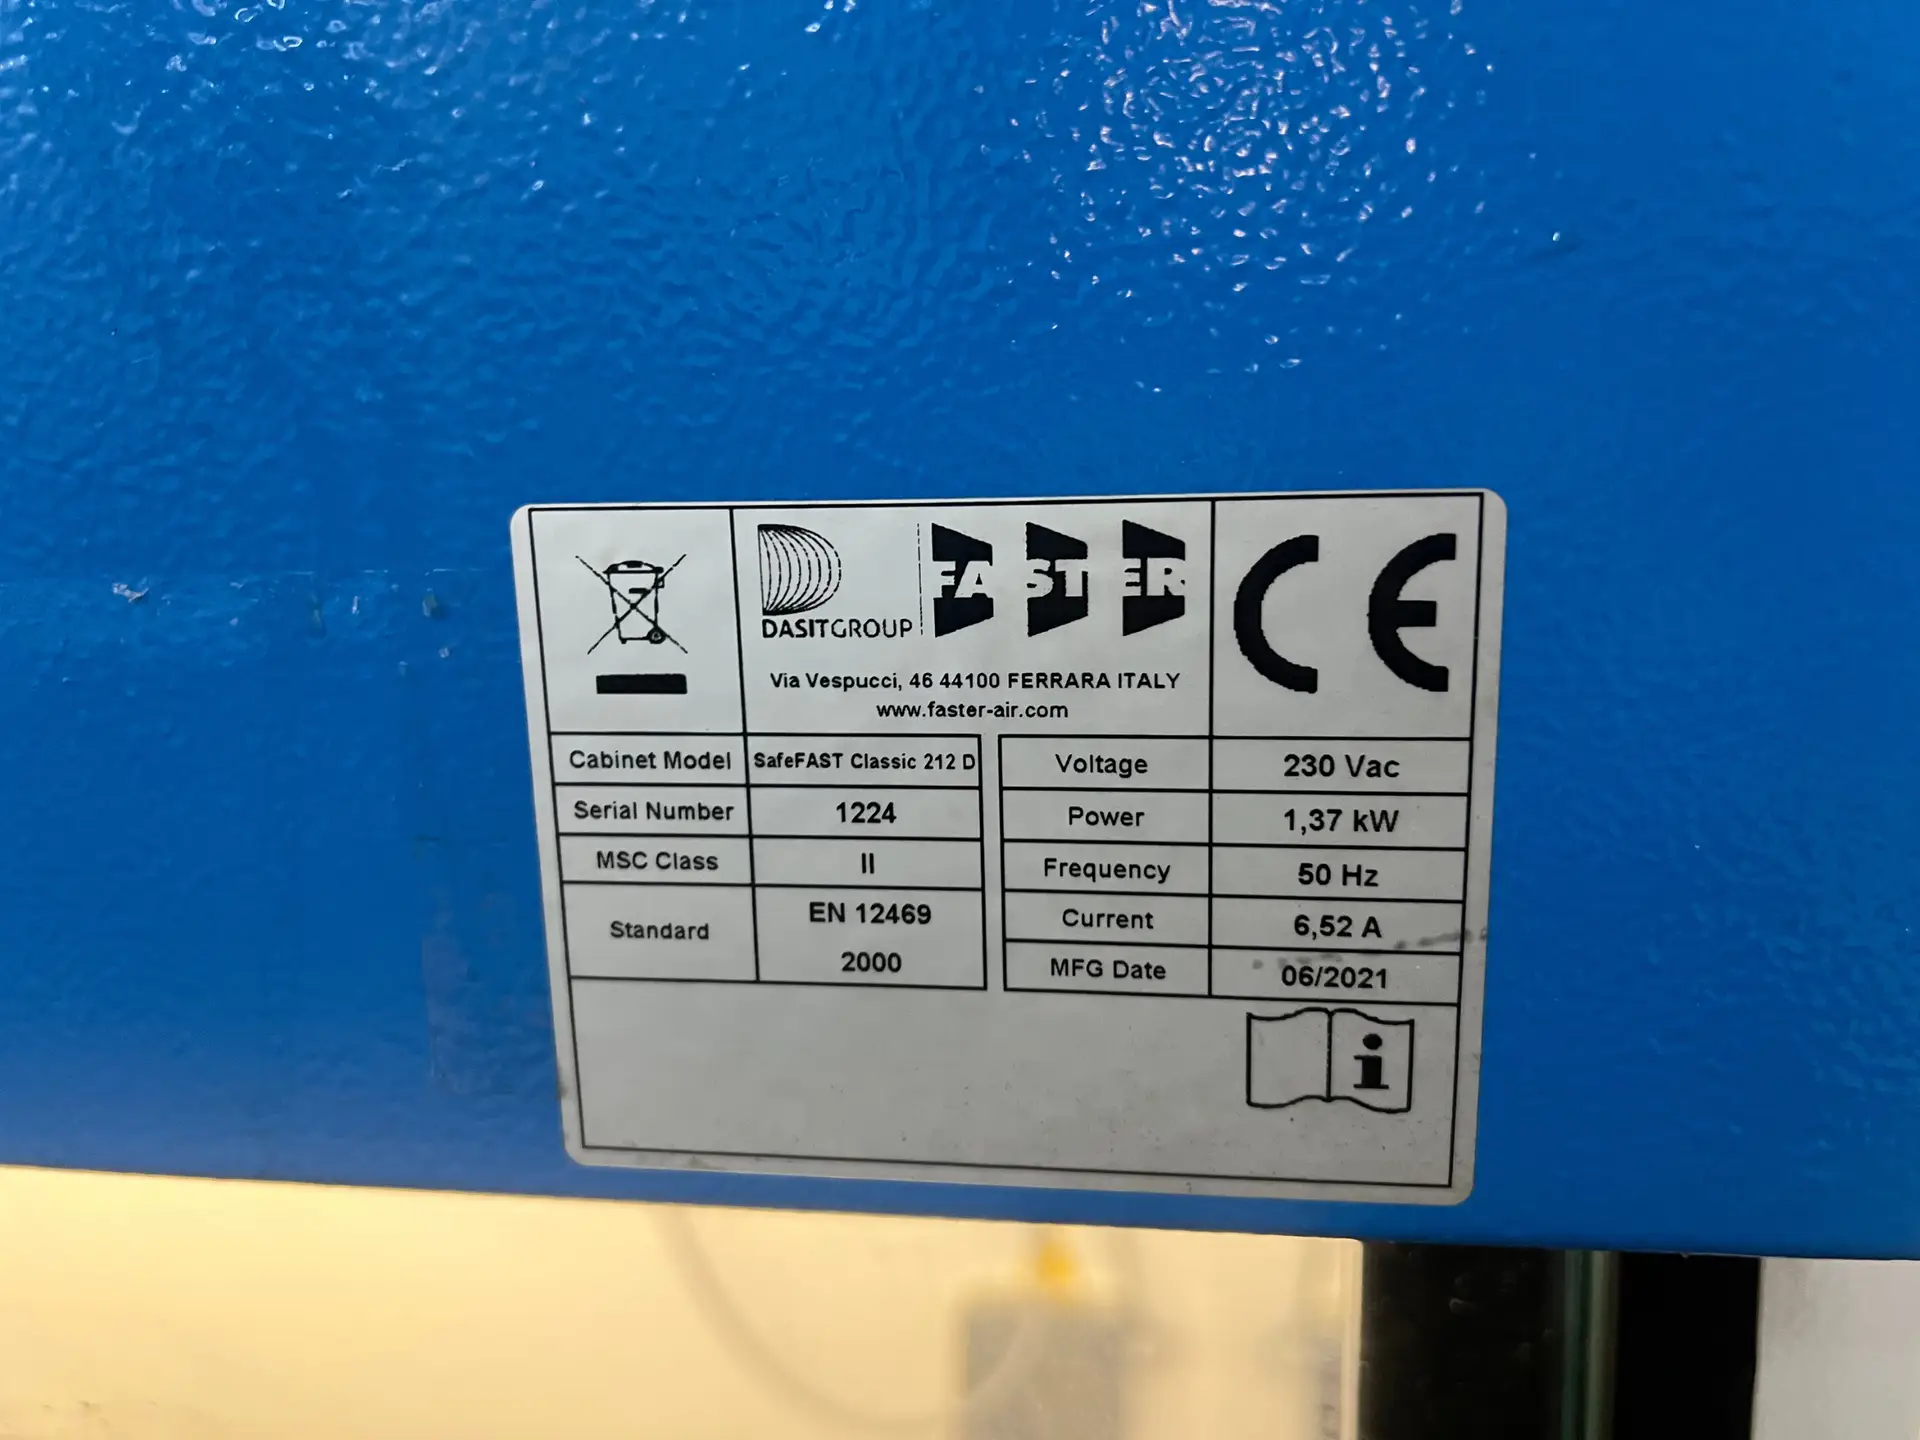 DASITGROUP
FASTER
CE
Via Vespucci, 46 44100 FERRARA ITALY
www.faster-air.com
Cabinet Model SafeFAST Classic 212 D
Serial Number 1224
MSC Class II
Standard EN 12469
2000
Voltage 230 Vac
Power 1,37 kW
Frequency 50 Hz
Current 6,52 A
MFG Date 06/2021
i